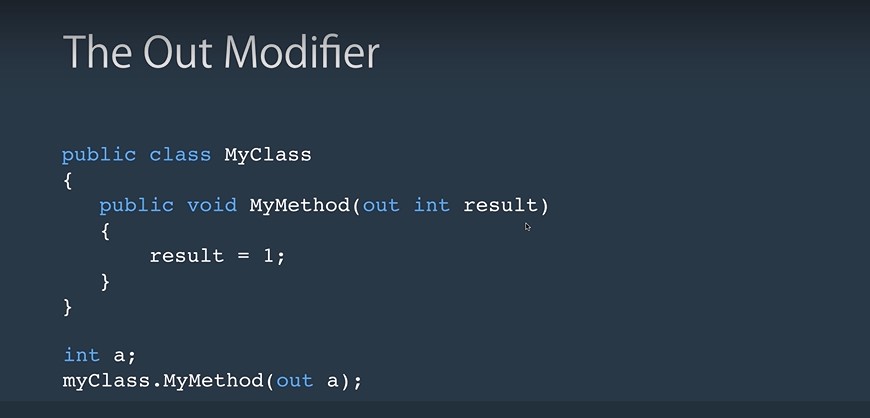 The Out Modifier
public class MyClass
{
public void MyMethod(out int result)
{
result = 1;
}
}
int a;
myClass.MyMethod(out a);